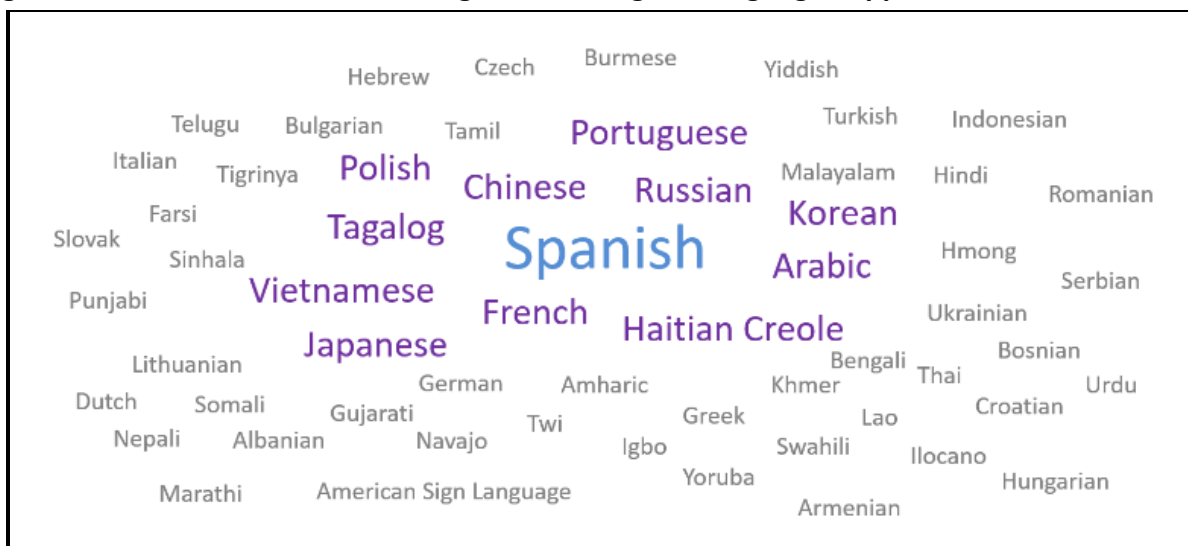 Burmese
Czech
Yiddish
Hebrew
Turkish
Indonesian
Telugu
Bulgarian
Tamil
Portuguese
Italian
Tigrinya
Polish
Chinese
Russian
Malayalam
Hindi
Romanian
Farsi
Tagalog
Korean
Slovak
Sinhala
Spanish
Arabic
Hmong
Serbian
Punjabi
Vietnamese
French
Haitian Creole
Ukrainian
Japanese
Lithuanian
Bengali
Bosnian
German
Amharic
Khmer
Thai
Urdu
Dutch
Somali
Gujarati
Twi
Greek
Lao
Croatian
Nepali
Albanian
Navajo
Igbo
Swahili
Ilocano
Marathi
American Sign Language
Yoruba
Armenian
Hungarian